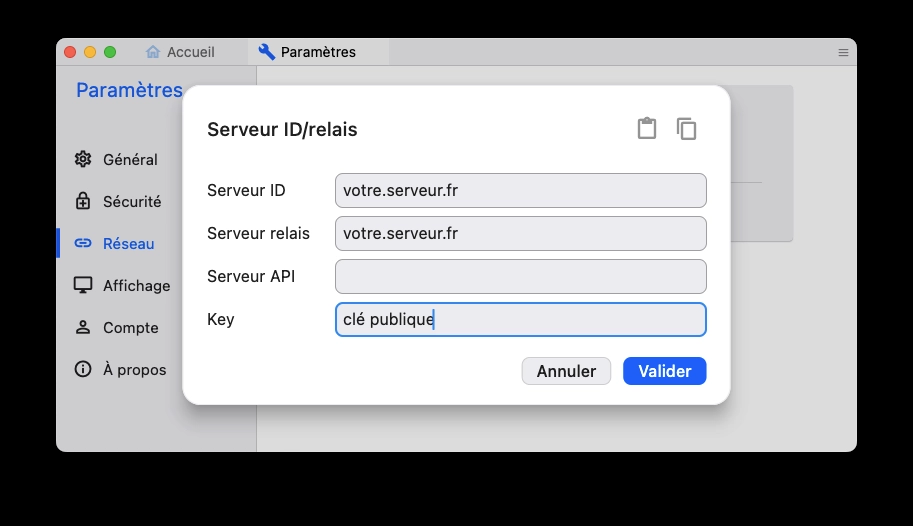 Accueil
Paramètres
Paramètres
Général
Sécurité
Réseau
Affichage
Compte
À propos
Serveur ID/relais
Serveur ID
votre.serveur.fr
Serveur relais
votre.serveur.fr
Serveur API
Key
clé publique
Annuler
Valider